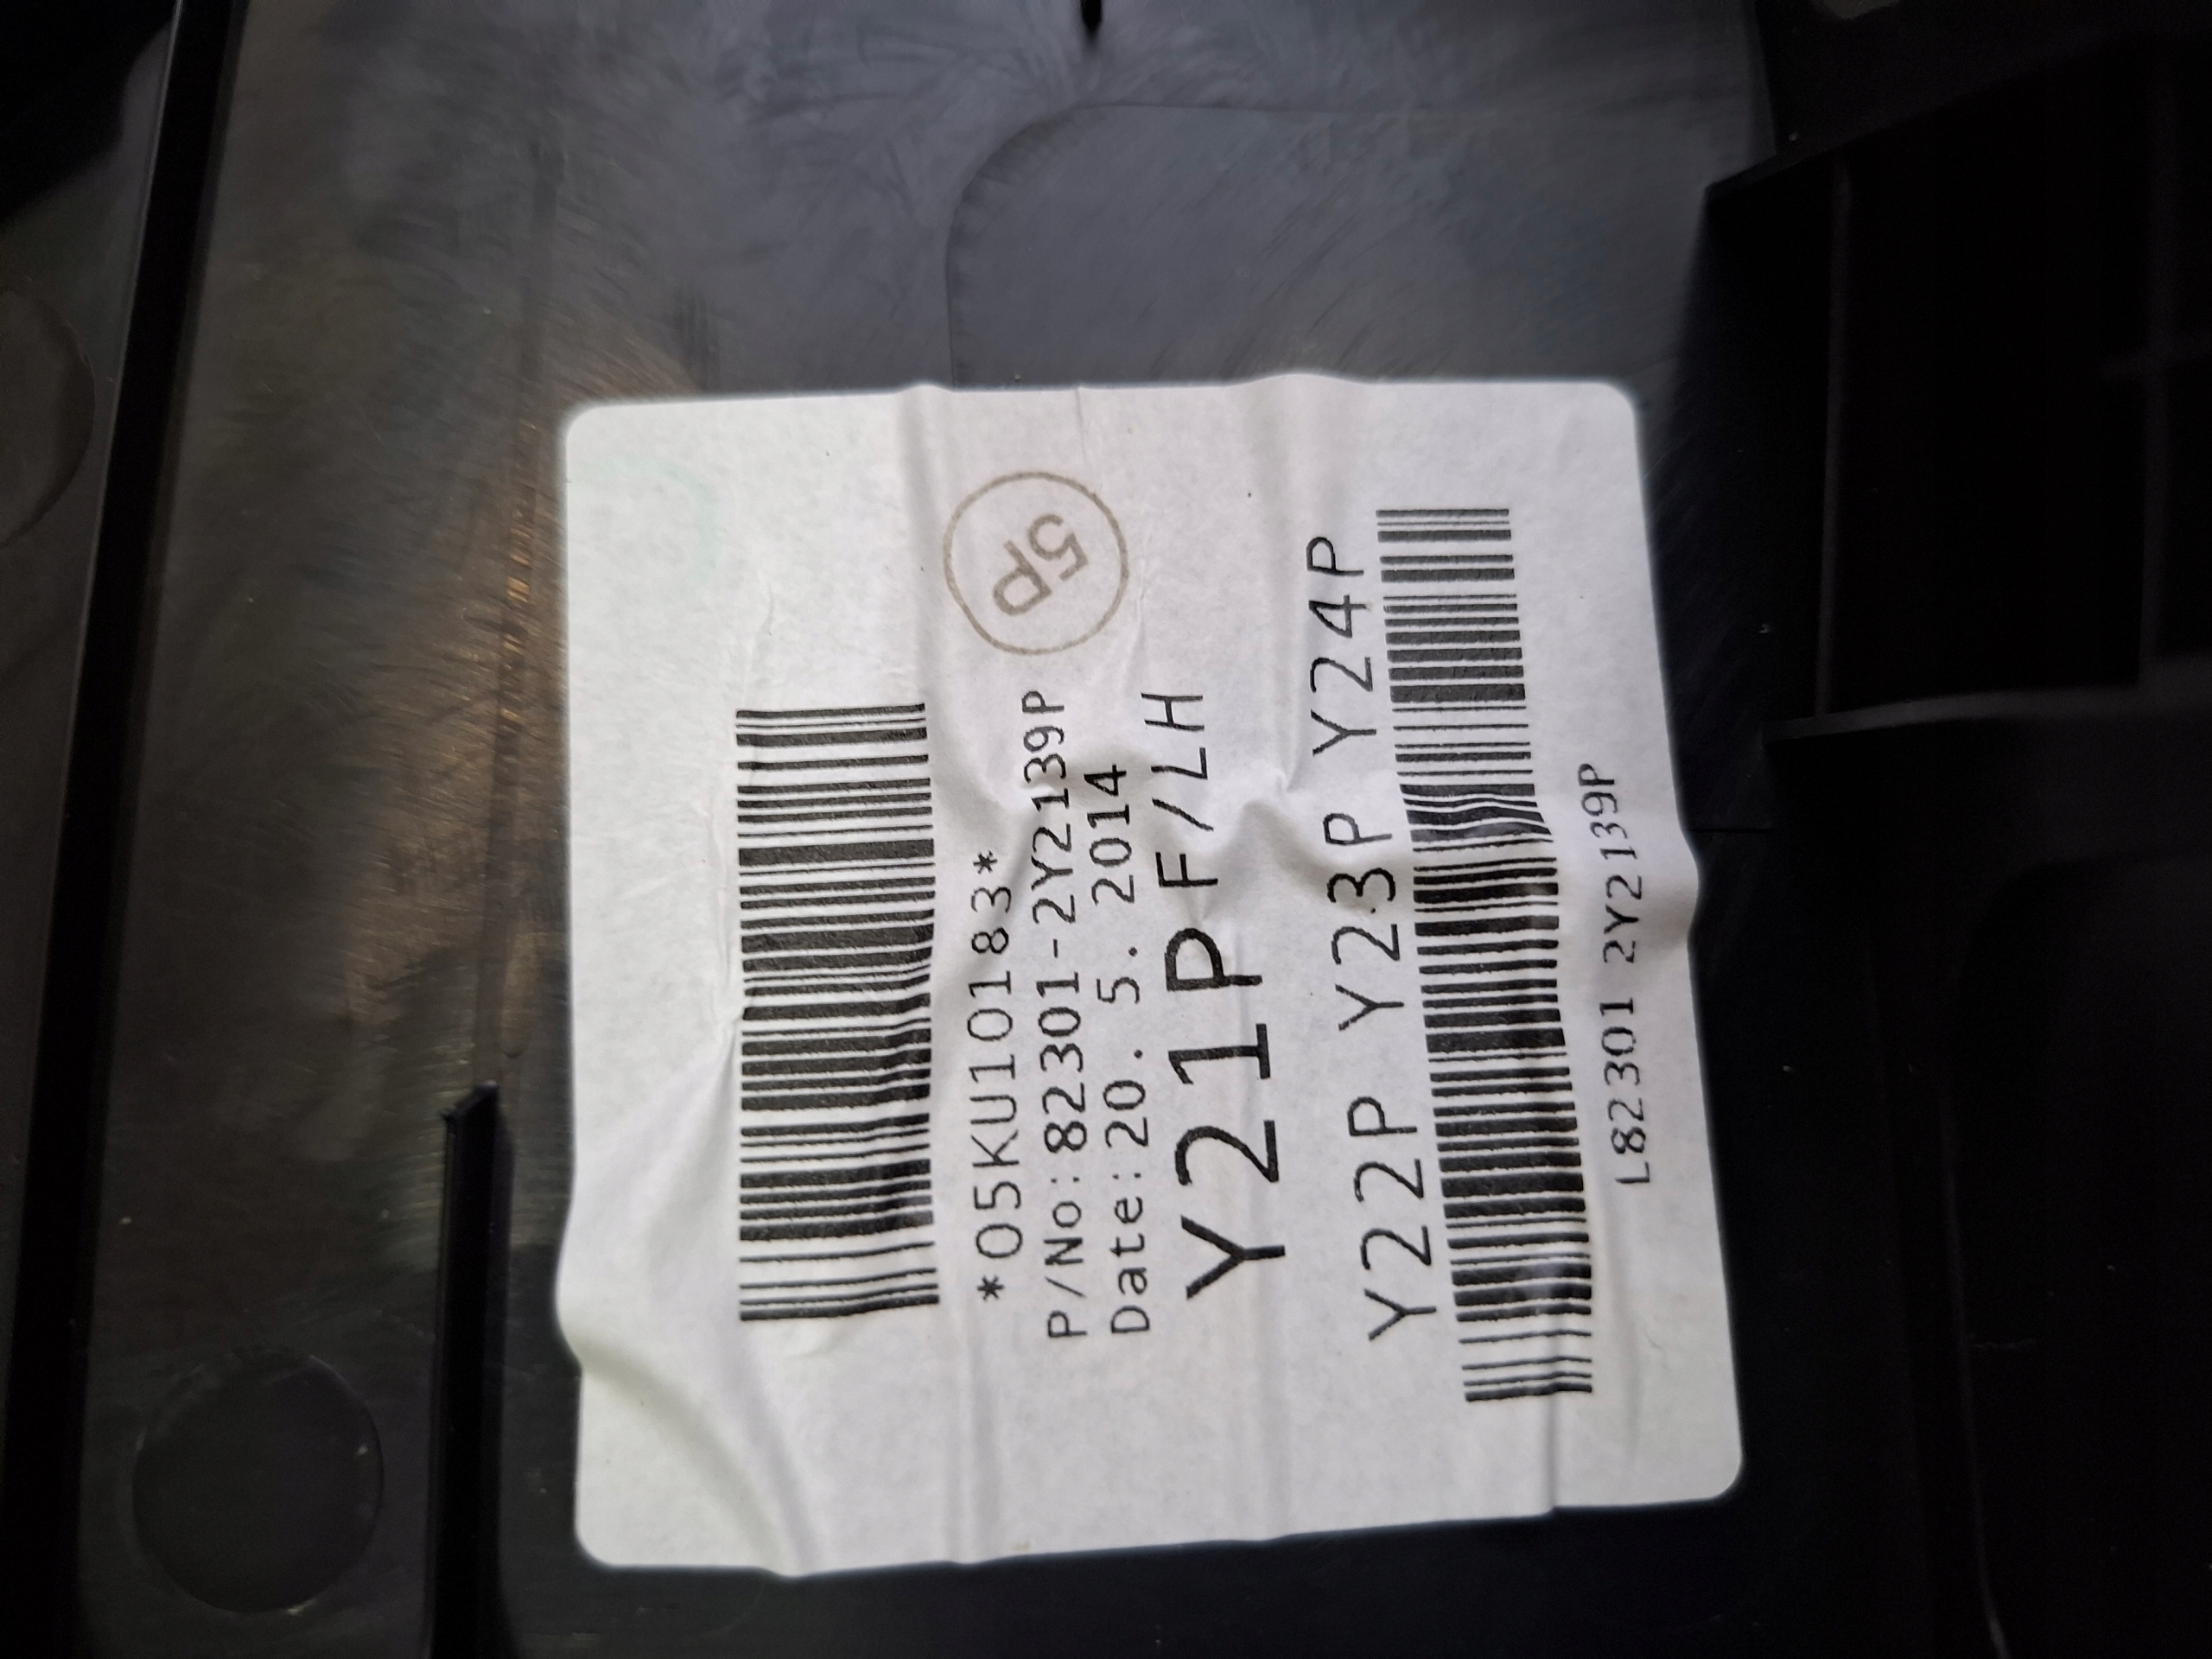 *05KU10183*
P/No:82301-2Y2139P
5P
Date:20. 5. 2014
Y21P F/LH
Y22P Y23P Y24P
L82301 2Y2139P